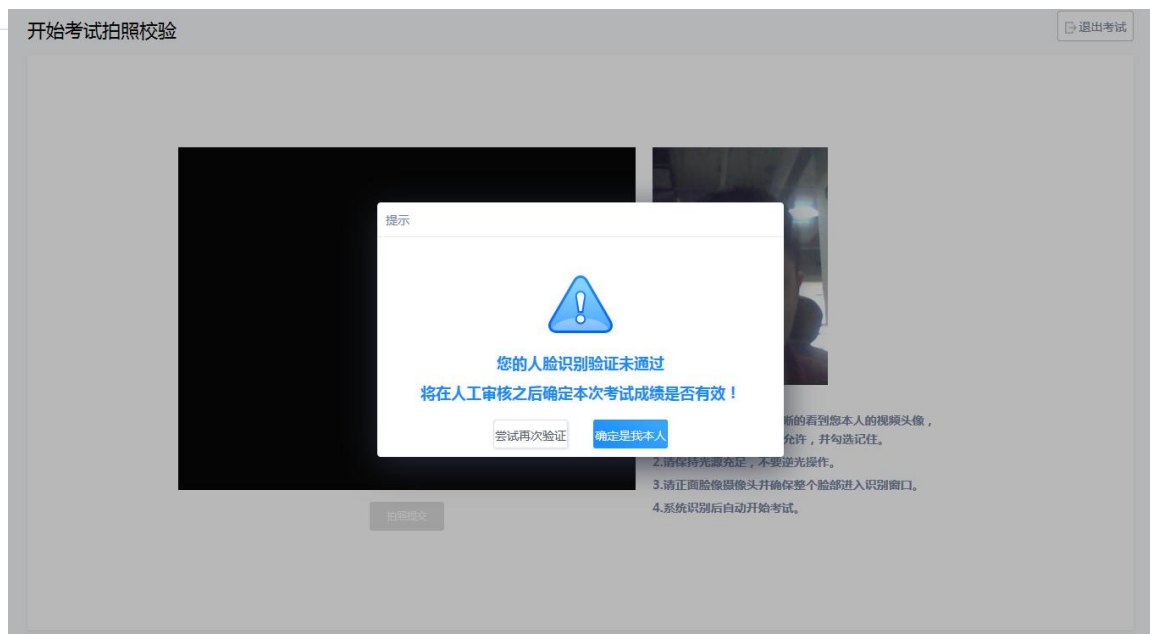 开始考试拍照校验
退出考试
提示
您的人脸识别验证未通过
将在人工审核之后确定本次考试成绩是否有效！
尝试再次验证
确定是我本人
晰的看到您本人的视频头像，
允许，并勾选记住。
2.请保持光源充足，不要逆光操作。
3.请正面脸像摄像头并确保整个脸部进入识别窗口。
4.系统识别后自动开始考试。
拍照提交